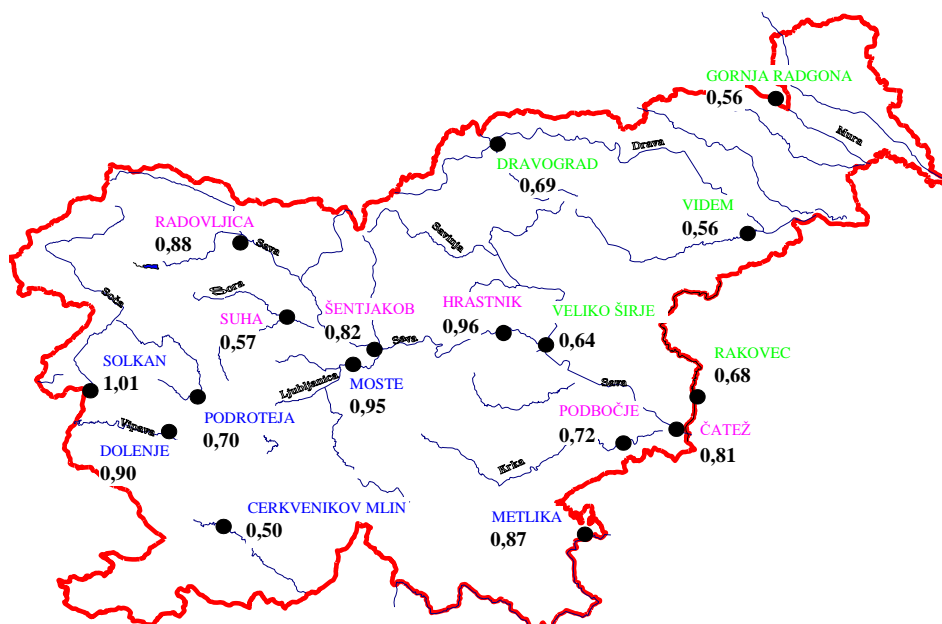 GORNJA RADGONA
0,56
Mura
Drava
DRAVOGRAD
0,69
VIDEM
0,56
RADOVLJICA
0,88
Sava
Savinja
Soča
Sora
SUHA
0,57
ŠENTJAKOB
0,82
Sava
HRASTNIK
0,96
VELIKO ŠIRJE
0,64
SOLKAN
1,01
Ljubljanica
MOSTE
0,95
Sava
RAKOVEC
0,68
PODROTEJA
0,70
Vipava
DOLENJE
0,90
PODBOČJE
0,72
ČATEŽ
0,81
Krka
CERKVENIKOV MLIN
0,50
METLIKA
0,87